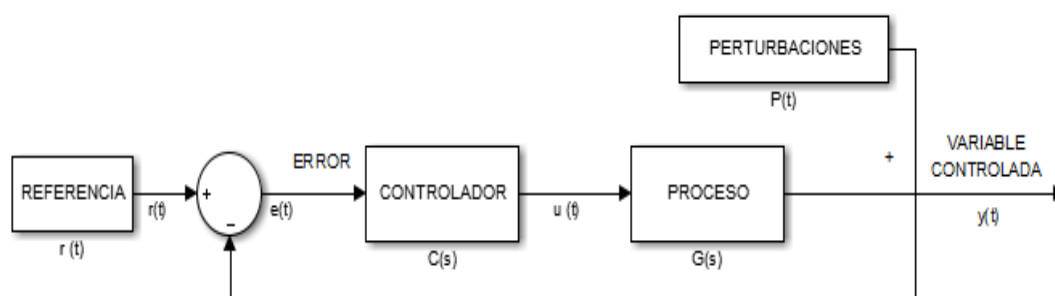 PERTURBACIONES
P(t)
REFERENCIA
r (t)
r(t)
+
−
ERROR
e(t)
CONTROLADOR
C(s)
u (t)
PROCESO
G(s)
+
VARIABLE
CONTROLADA
y(t)